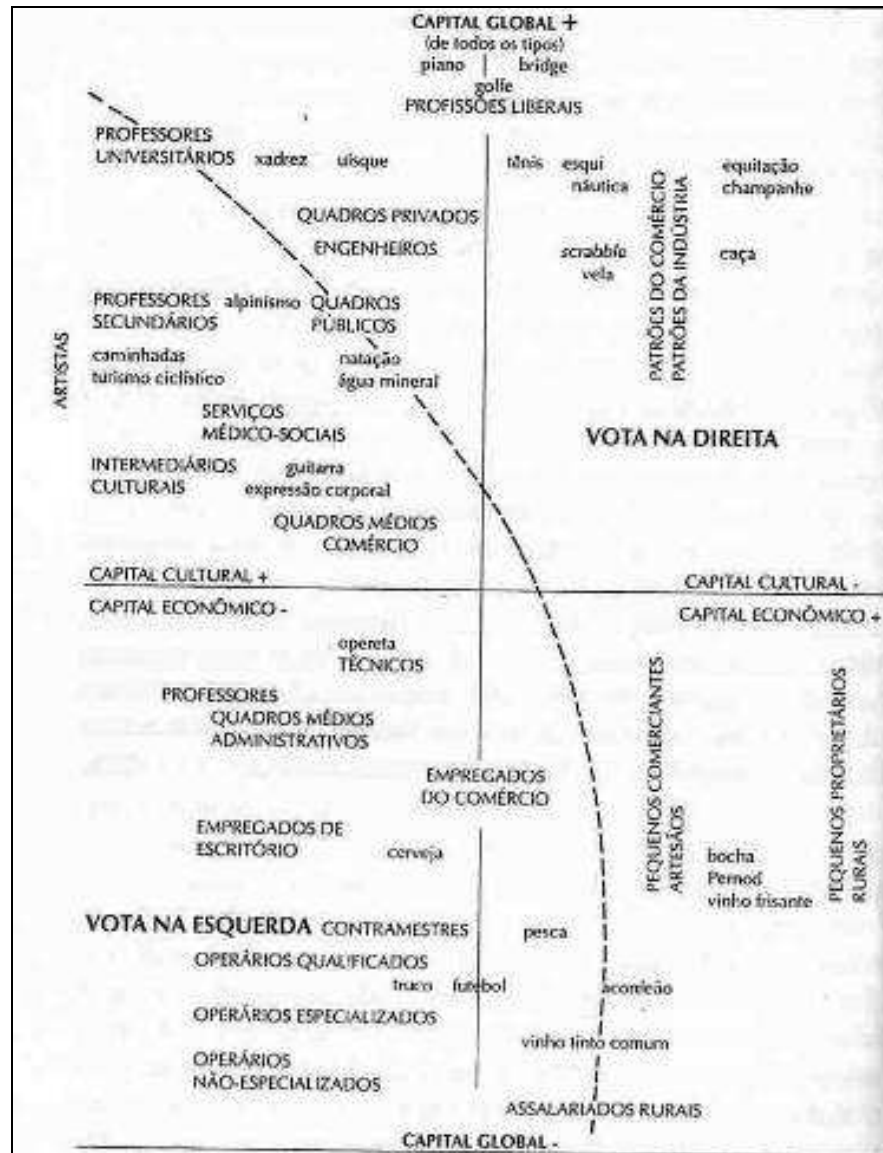 CAPITAL GLOBAL +
(de todos os tipos)
piano bridge
golfe
PROFISSÕES LIBERAIS
PROFESSORES
UNIVERSITÁRIOS xadrez uísque
tênis esqui
náutica
equitação
champanhe
QUADROS PRIVADOS
ENGENHEIROS
scrabble
vela
caça
PATRÕES DO COMÉRCIO
PATRÕES DA INDÚSTRIA
ARTISTAS
PROFESSORES
SECUNDÁRIOS
alpinismo
QUADROS
PÚBLICOS
caminhadas
turismo ciclístico
natação
água mineral
SERVIÇOS
MÉDICO-SOCIAIS
VOTA NA DIREITA
INTERMEDIÁRIOS
CULTURAIS
guitarra
expressão corporal
QUADROS MÉDIOS
COMÉRCIO
CAPITAL CULTURAL +
CAPITAL CULTURAL -
CAPITAL ECONÔMICO -
CAPITAL ECONÔMICO +
opereta
TÉCNICOS
PROFESSORES
QUADROS MÉDIOS
ADMINISTRATIVOS
EMPREGADOS
DO COMÉRCIO
PEQUENOS COMERCIANTES
ARTESÃOS
PEQUENOS PROPRIETÁRIOS
RURAIS
EMPREGADOS DE
ESCRITÓRIO
cerveja
bocha
Pernod
vinho frisante
VOTA NA ESQUERDA CONTRAMESTRES
pesca
OPERÁRIOS QUALIFICADOS
truco futebol
acordeão
OPERÁRIOS ESPECIALIZADOS
vinho tinto comum
OPERÁRIOS
NÃO-ESPECIALIZADOS
ASSALARIADOS RURAIS
CAPITAL GLOBAL -